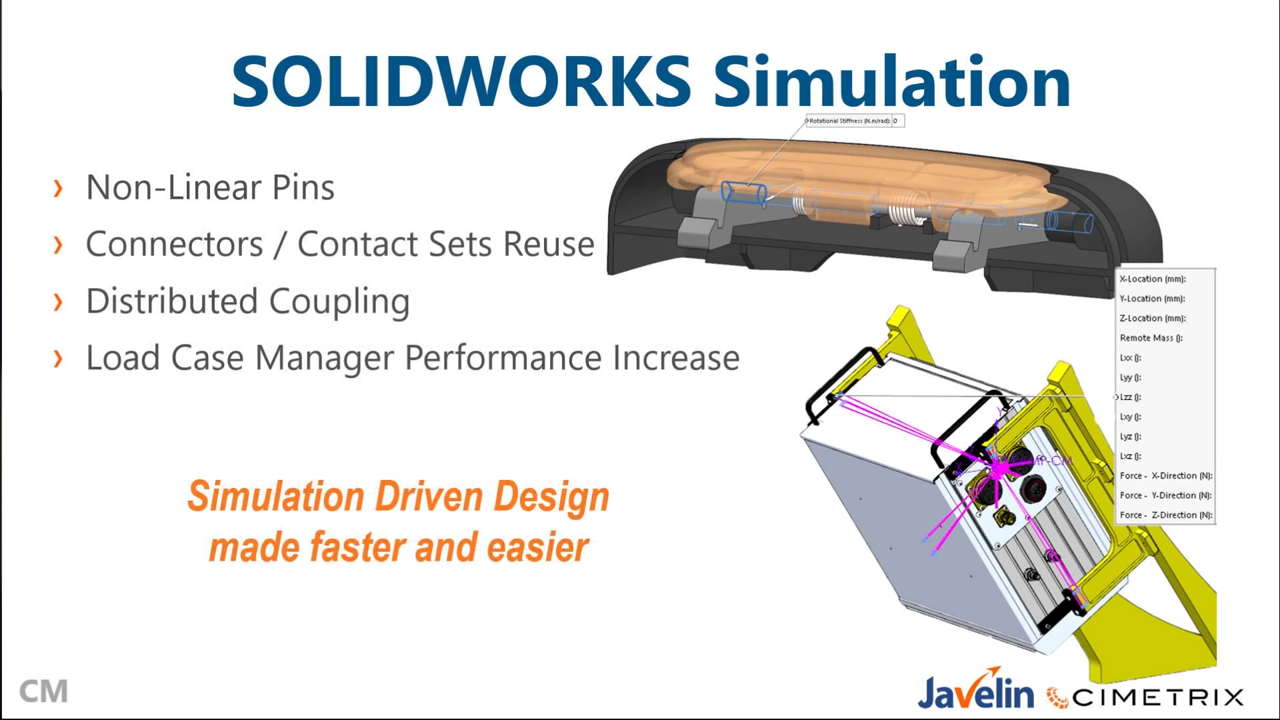 SOLIDWORKS Simulation
Rotational Stiffness (N.m/rad): 0
› Non-Linear Pins
› Connectors / Contact Sets Reuse
› Distributed Coupling
› Load Case Manager Performance Increase
X-Location (mm):
Y-Location (mm):
Z-Location (mm):
Remote Mass ():
Lxx ():
Lyy ():
Lzz ():
Lxy ():
Lyz ():
Lxz ():
Force - X-Direction (N):
Force - Y-Direction (N):
Force - Z-Direction (N):
Simulation Driven Design
made faster and easier
CM
Javelin CIMETRIX